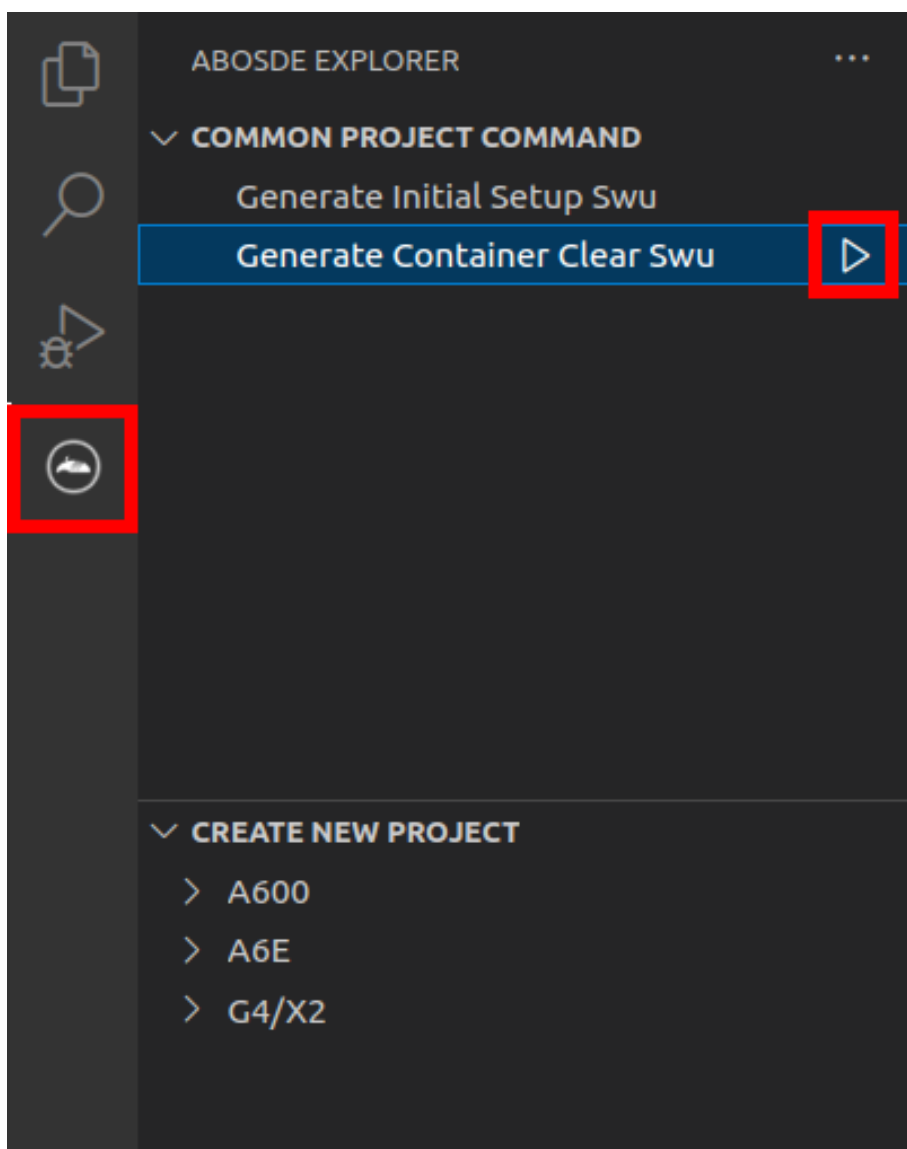 ABOSDE EXPLORER
COMMON PROJECT COMMAND
Generate Initial Setup Swu
Generate Container Clear Swu
CREATE NEW PROJECT
A600
A6E
G4/X2